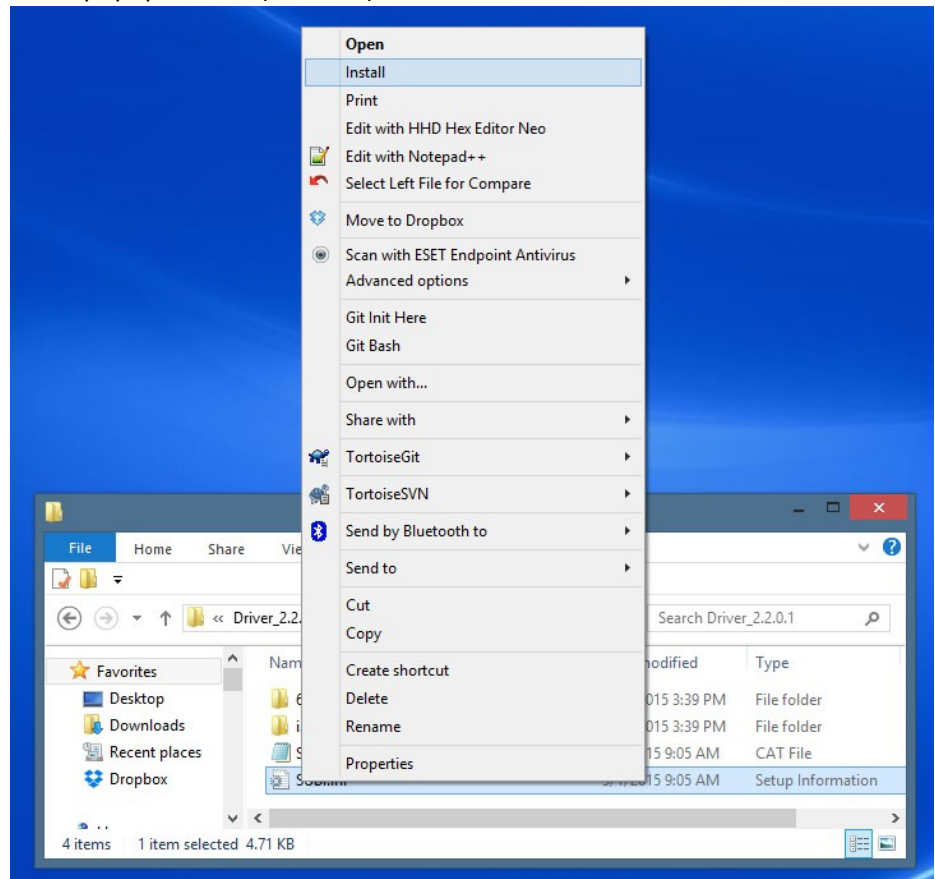 Open
Install
Print
Edit with HHD Hex Editor Neo
Edit with Notepad++
Select Left File for Compare
Move to Dropbox
Scan with ESET Endpoint Antivirus
Advanced options
Git Init Here
Git Bash
Open with...
Share with
TortoiseGit
TortoiseSVN
Send by Bluetooth to
Send to
Cut
Copy
Create shortcut
Delete
Rename
Properties
File Home Share Vie
« Driver_2.2. Search Driver_2.2.0.1
Nam odified Type
Favorites
Desktop 6 015 3:39 PM File folder
Downloads i. 015 3:39 PM File folder
Recent places S 15 9:05 AM CAT File
Dropbox 15 9:05 AM Setup Information
4 items 1 item selected 4.71 KB